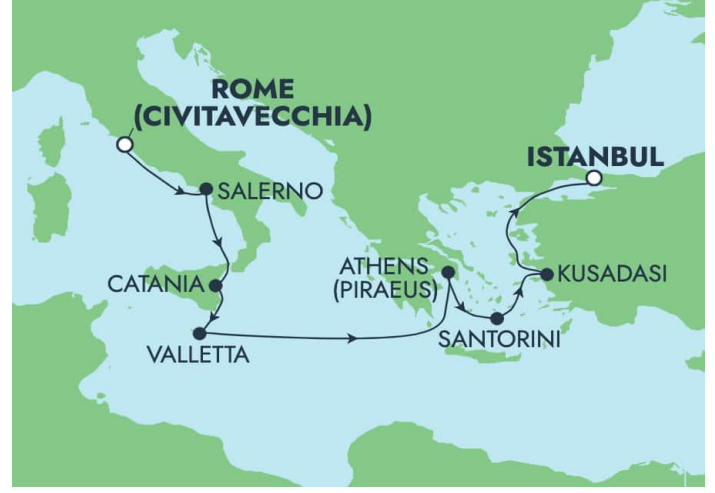 ROME
(CIVITAVECCHIA)
ISTANBUL
SALERNO
CATANIA
ATHENS
(PIRAEUS)
KUSADASI
SANTORINI
VALLETTA